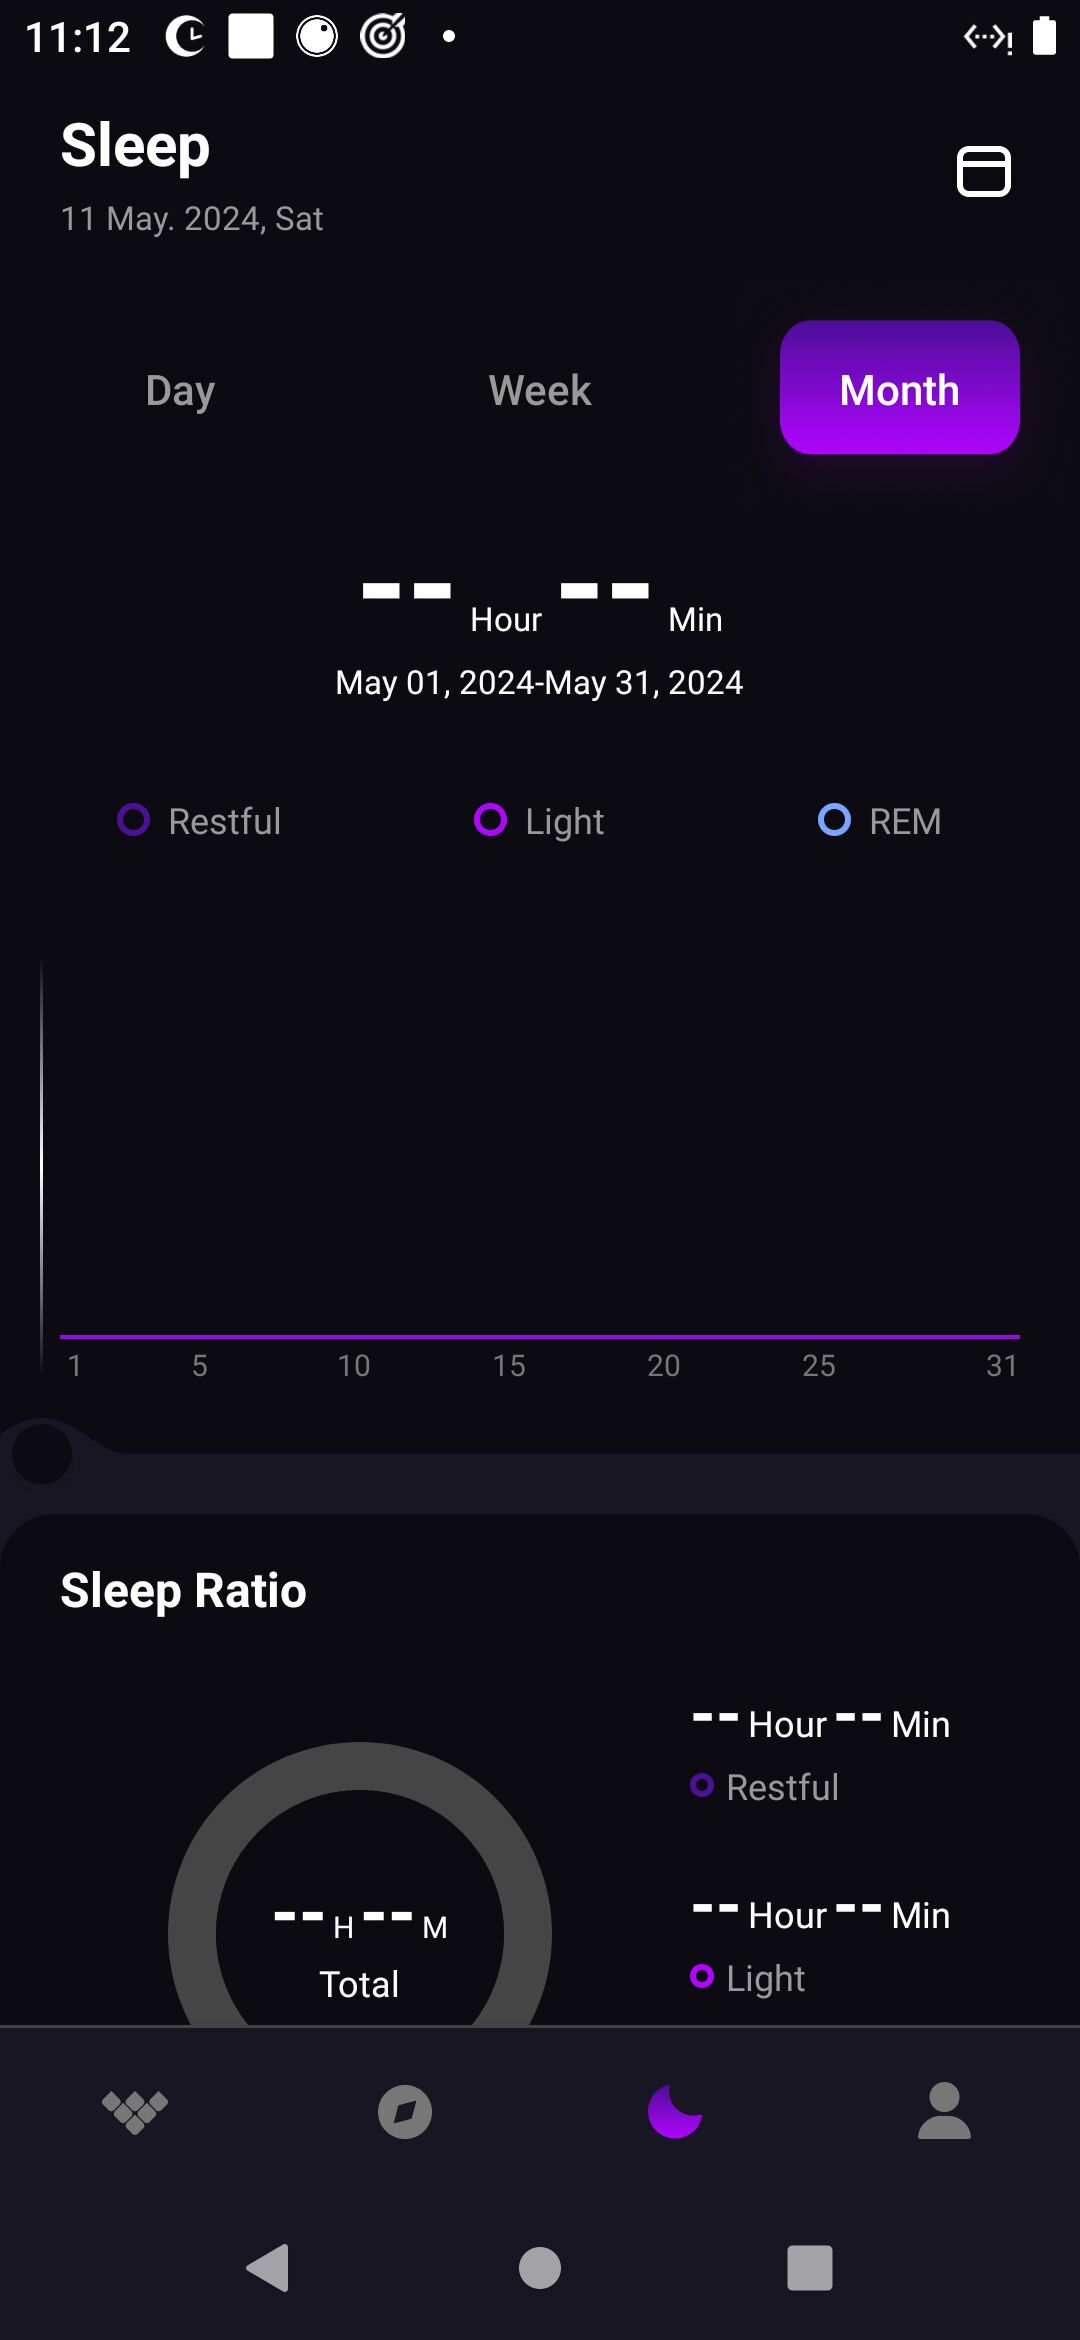 11:12
Sleep
11 May. 2024, Sat
Day Week Month
-- Hour -- Min
May 01, 2024-May 31, 2024
Restful Light REM
1 5 10 15 20 25 31
Sleep Ratio
-- Hour -- Min
Restful
-- H -- M
Total
-- Hour -- Min
Light